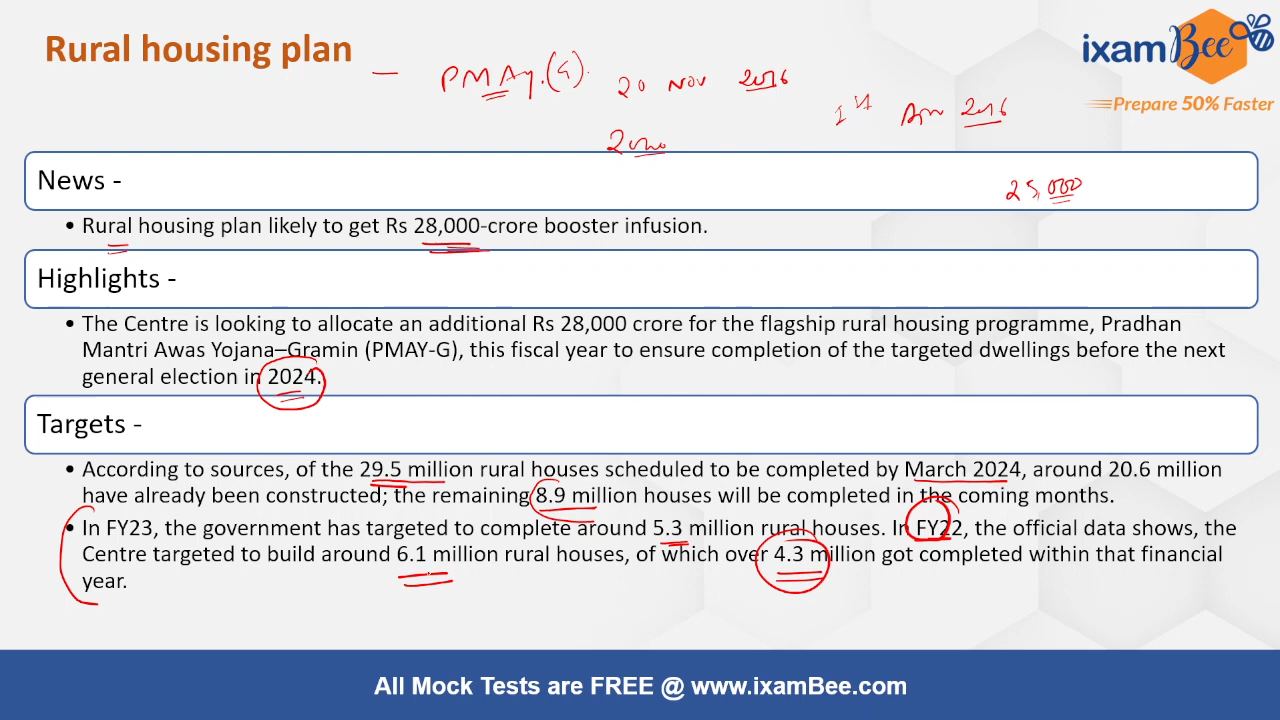 Rural housing plan
ixamBee
Prepare 50% Faster
— PMAy.(G).
20 Nov 2016
1st Apr 2016
25,000
News -
• Rural housing plan likely to get Rs 28,000-crore booster infusion.
Highlights -
• The Centre is looking to allocate an additional Rs 28,000 crore for the flagship rural housing programme, Pradhan
Mantri Awas Yojana–Gramin (PMAY-G), this fiscal year to ensure completion of the targeted dwellings before the next
general election in 2024.
Targets -
• According to sources, of the 29.5 million rural houses scheduled to be completed by March 2024, around 20.6 million
have already been constructed; the remaining 8.9 million houses will be completed in the coming months.
• In FY23, the government has targeted to complete around 5.3 million rural houses. In FY22, the official data shows, the
Centre targeted to build around 6.1 million rural houses, of which over 4.3 million got completed within that financial
year.
All Mock Tests are FREE @ www.ixamBee.com